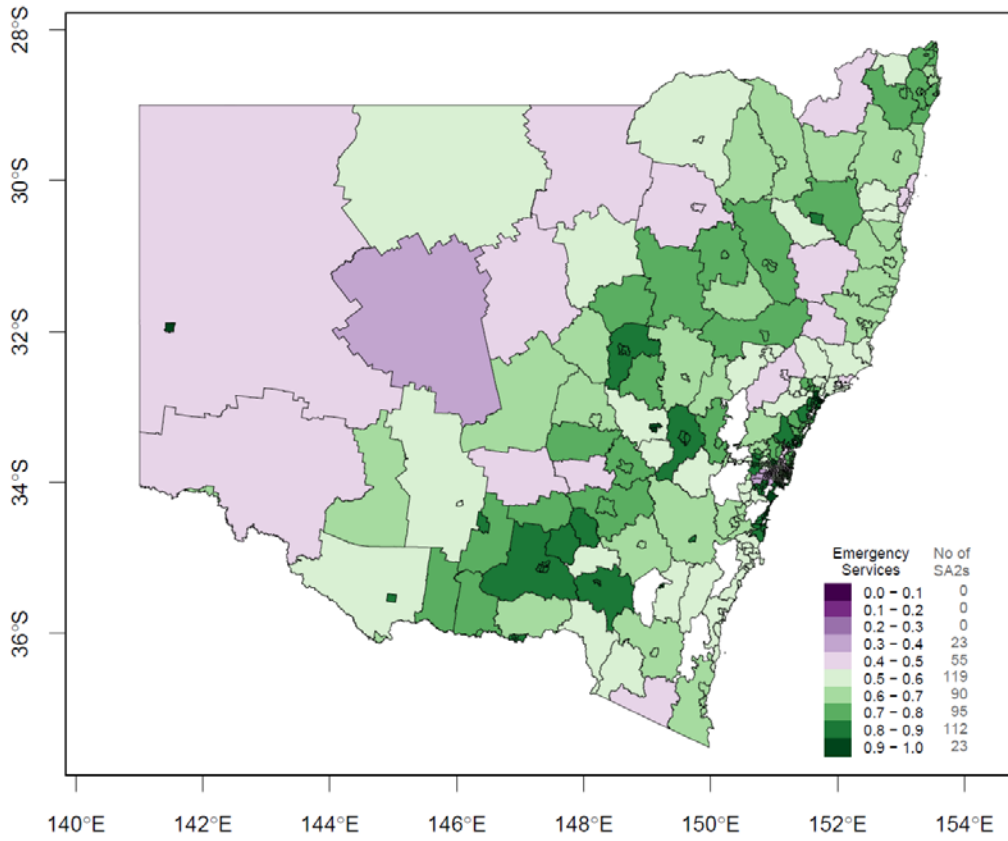 28°S
30°S
32°S
34°S
36°S
Emergency Services No of SA2s
0.0 – 0.1 0
0.1 – 0.2 0
0.2 – 0.3 0
0.3 – 0.4 23
0.4 – 0.5 55
0.5 – 0.6 119
0.6 – 0.7 90
0.7 – 0.8 95
0.8 – 0.9 112
0.9 – 1.0 23
140°E 142°E 144°E 146°E 148°E 150°E 152°E 154°E